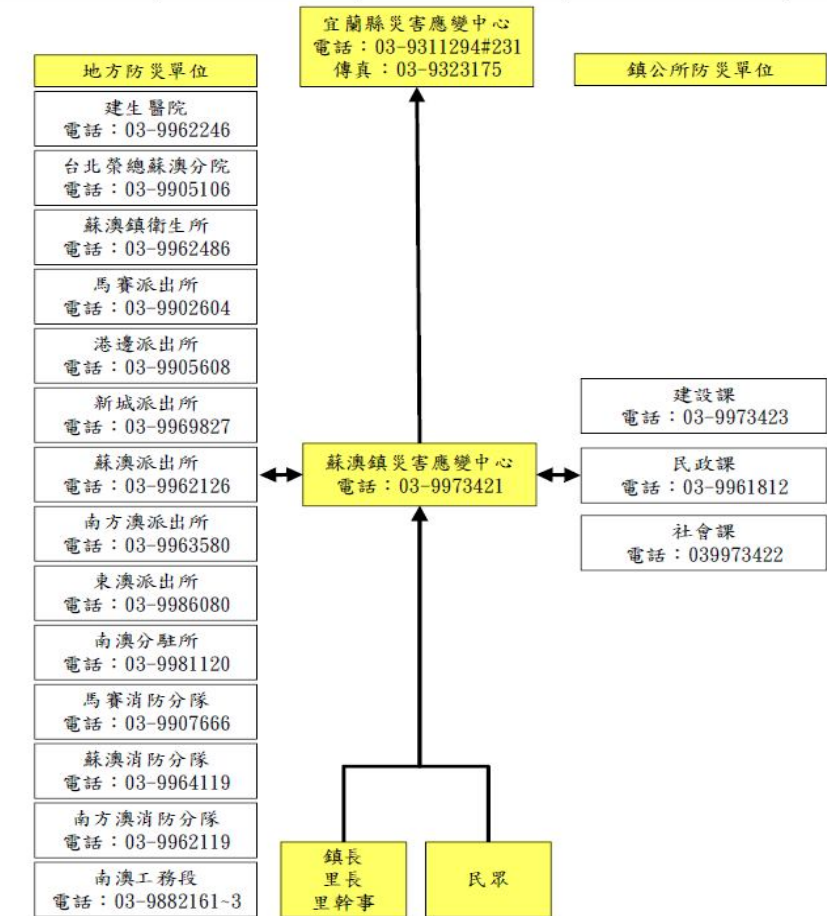 宜蘭縣災害應變中心
電話：03-9311294#231
傳真：03-9323175
地方防災單位
建生醫院
電話：03-9962246
台北榮總蘇澳分院
電話：03-9905106
蘇澳鎮衛生所
電話：03-9962486
馬賽派出所
電話：03-9902604
港邊派出所
電話：03-9905608
新城派出所
電話：03-9969827
蘇澳派出所
電話：03-9962126
南方澳派出所
電話：03-9963580
東澳派出所
電話：03-9986080
南澳分駐所
電話：03-9981120
馬賽消防分隊
電話：03-9907666
蘇澳消防分隊
電話：03-9964119
南方澳消防分隊
電話：03-9962119
南澳工務段
電話：03-9882161~3
蘇澳鎮災害應變中心
電話：03-9973421
鎮長
里長
里幹事
民眾
鎮公所防災單位
建設課
電話：03-9973423
民政課
電話：03-9961812
社會課
電話：039973422